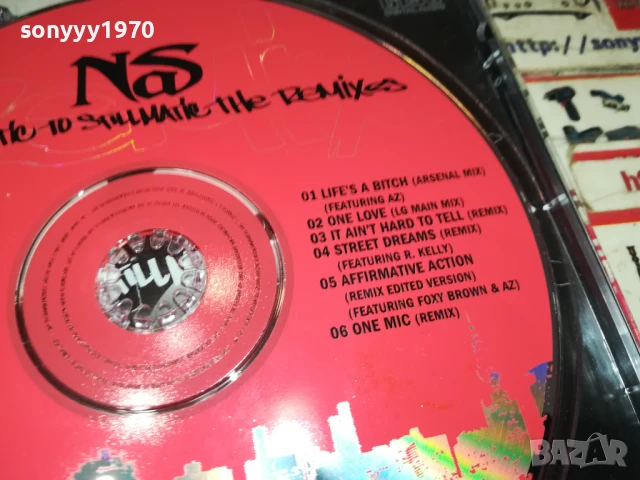 sonyyy1970
NAS
TO STILLMATIC THE REMIXES
01 LIFE'S A BITCH (ARSENAL MIX)
(FEATURING AZ)
02 ONE LOVE (LG MAIN MIX)
03 IT AIN'T HARD TO TELL (REMIX)
04 STREET DREAMS (REMIX)
(FEATURING R. KELLY)
05 AFFIRMATIVE ACTION
(REMIX EDITED VERSION)
(FEATURING FOXY BROWN & AZ)
06 ONE MIC (REMIX)
http://sony
BAZAR